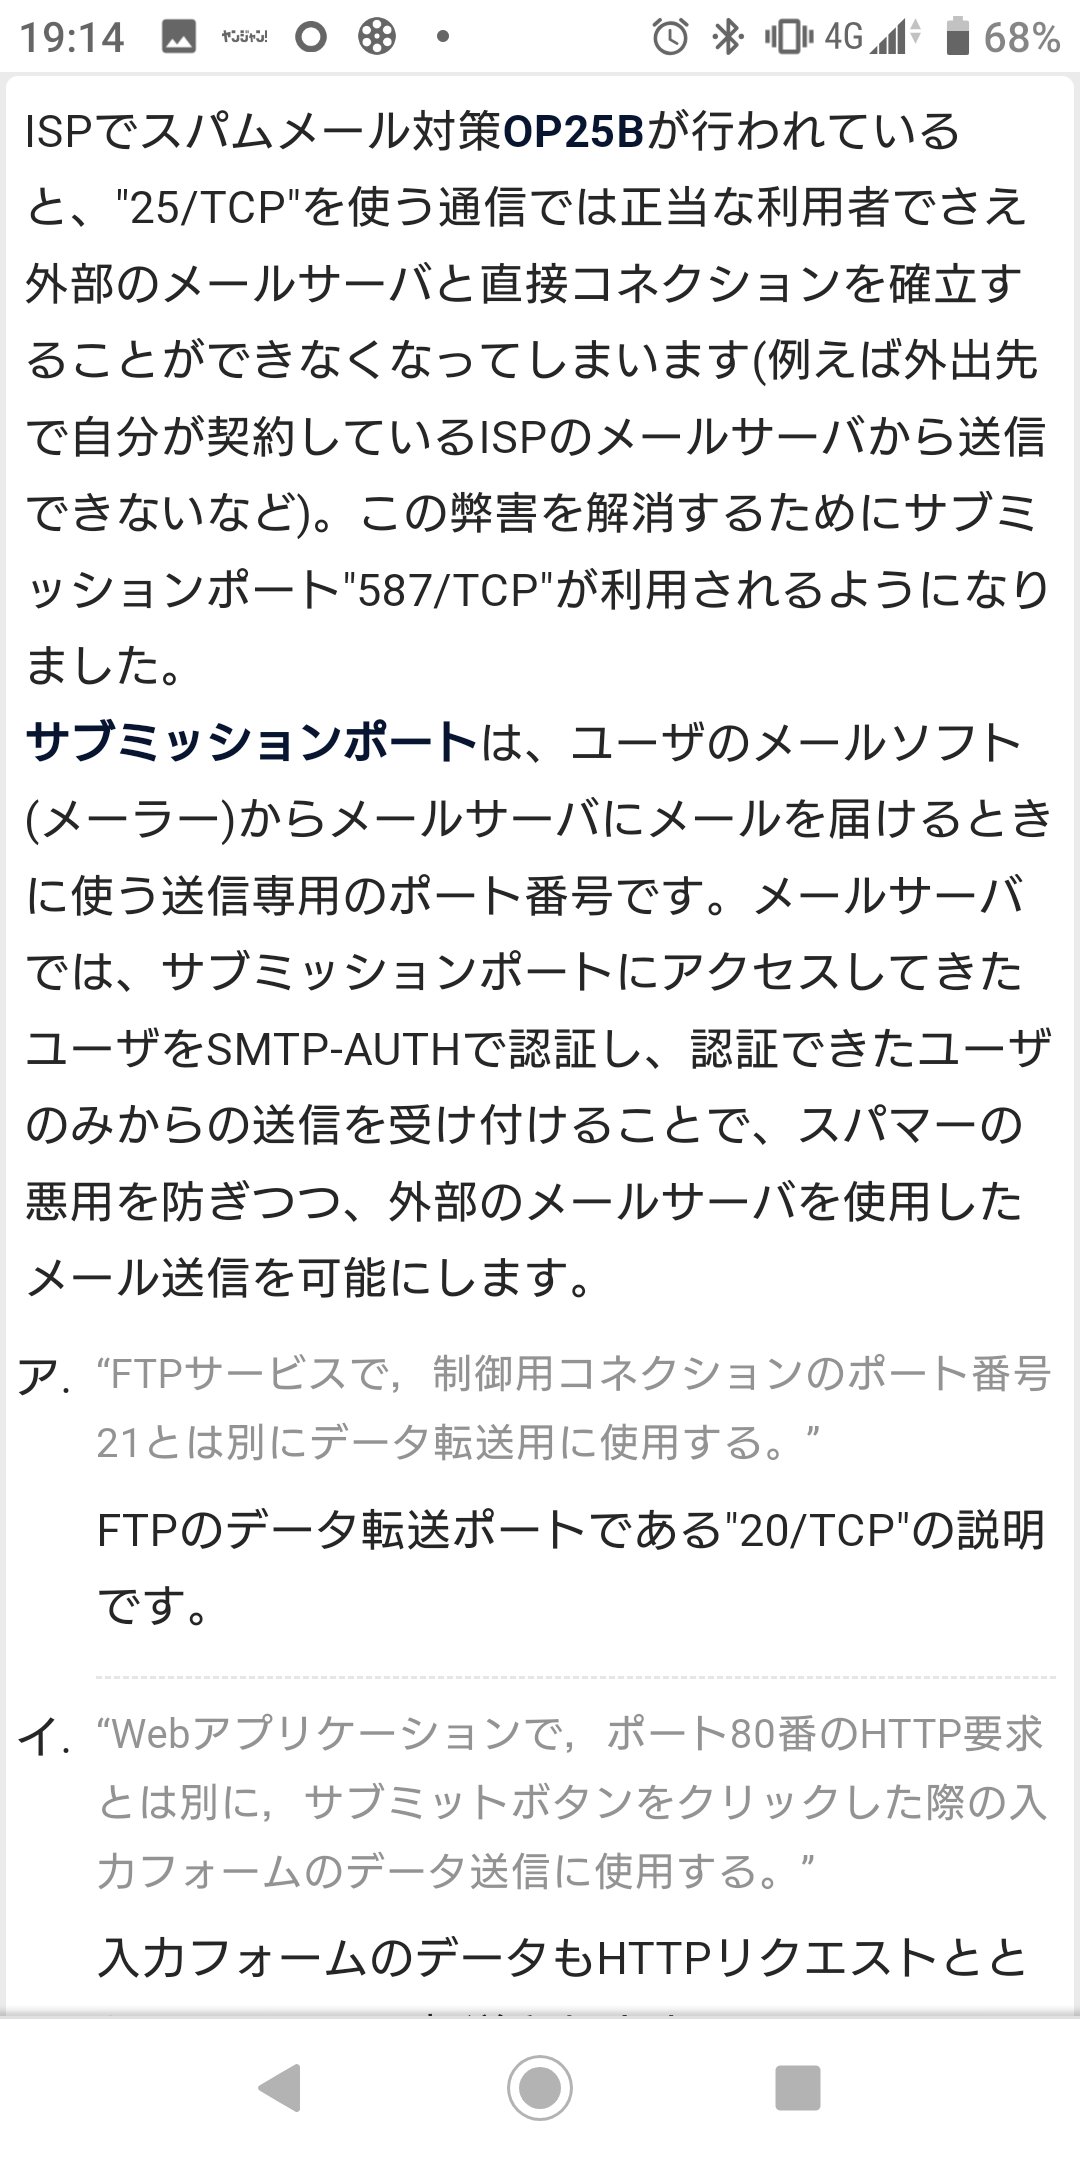 19:14 ヤンジャン! 4G 68%
ISPでスパムメール対策OP25Bが行われている
と、"25/TCP"を使う通信では正当な利用者でさえ
外部のメールサーバと直接コネクションを確立す
ることができなくなってしまいます(例えば外出先
で自分が契約しているISPのメールサーバから送信
できないなど)。この弊害を解消するためにサブミ
ッションポート"587/TCP"が利用されるようになり
ました。
サブミッションポートは、ユーザのメールソフト
(メーラー)からメールサーバにメールを届けるとき
に使う送信専用のポート番号です。メールサーバ
では、サブミッションポートにアクセスしてきた
ユーザをSMTP-AUTHで認証し、認証できたユーザ
のみからの送信を受け付けることで、スパマーの
悪用を防ぎつつ、外部のメールサーバを使用した
メール送信を可能にします。
ア. “FTPサービスで，制御用コネクションのポート番号
21とは別にデータ転送用に使用する。”
FTPのデータ転送ポートである"20/TCP"の説明
です。
イ. “Webアプリケーションで，ポート80番のHTTP要求
とは別に，サブミットボタンをクリックした際の入
力フォームのデータ送信に使用する。”
入力フォームのデータもHTTPリクエストとと